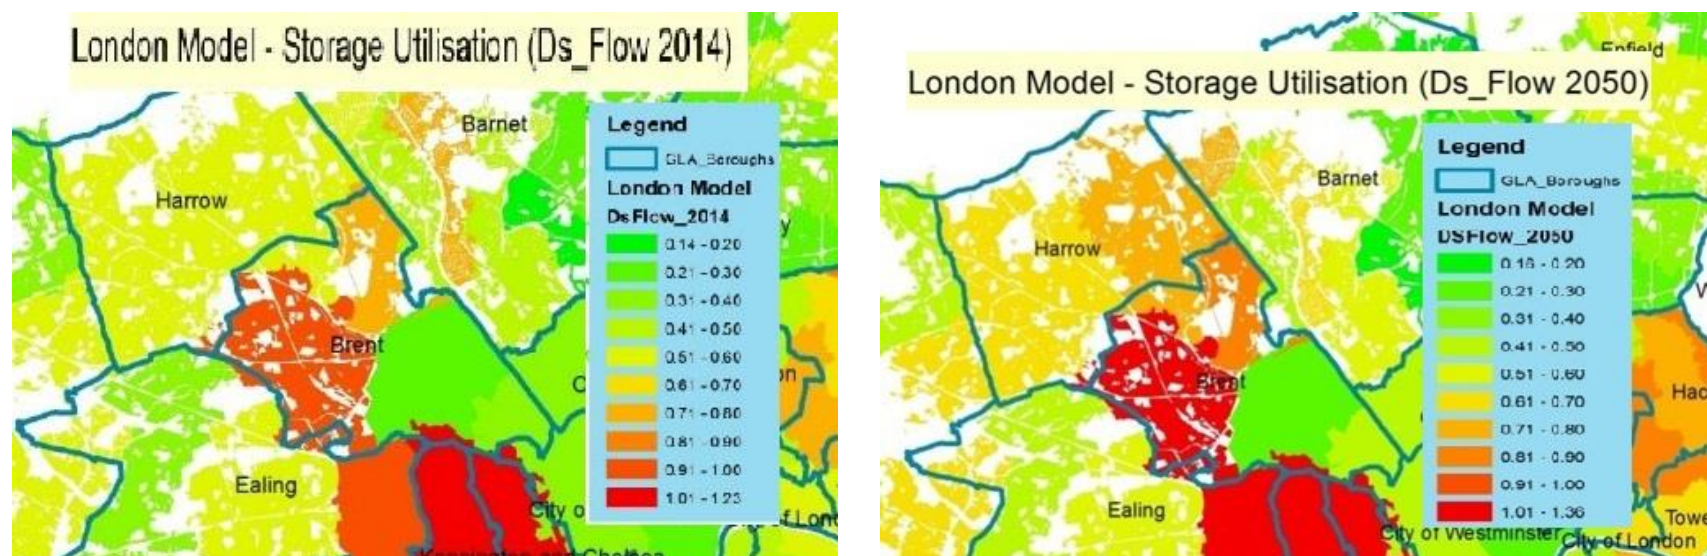 London Model - Storage Utilisation (Ds_Flow 2014)
Barnet
Harrow
Brent
Ealing
City o
Legend
GLA_Boroughs
London Model
DsFlow_2014
0.14 - 0.20
0.21 - 0.30
0.31 - 0.40
0.41 - 0.50
0.51 - 0.60
0.61 - 0.70
0.71 - 0.80
0.81 - 0.90
0.91 - 1.00
1.01 - 1.23
Enfield
London Model - Storage Utilisation (Ds_Flow 2050)
Barnet
Harrow
Brent
Ealing
Legend
GLA_Boroughs
London Model
DSFlow_2050
0.16 - 0.20
0.21 - 0.30
0.31 - 0.40
0.41 - 0.50
0.51 - 0.60
0.61 - 0.70
0.71 - 0.80
0.81 - 0.90
0.91 - 1.00
1.01 - 1.36
Hac
Towe
City of Westminster
City of London